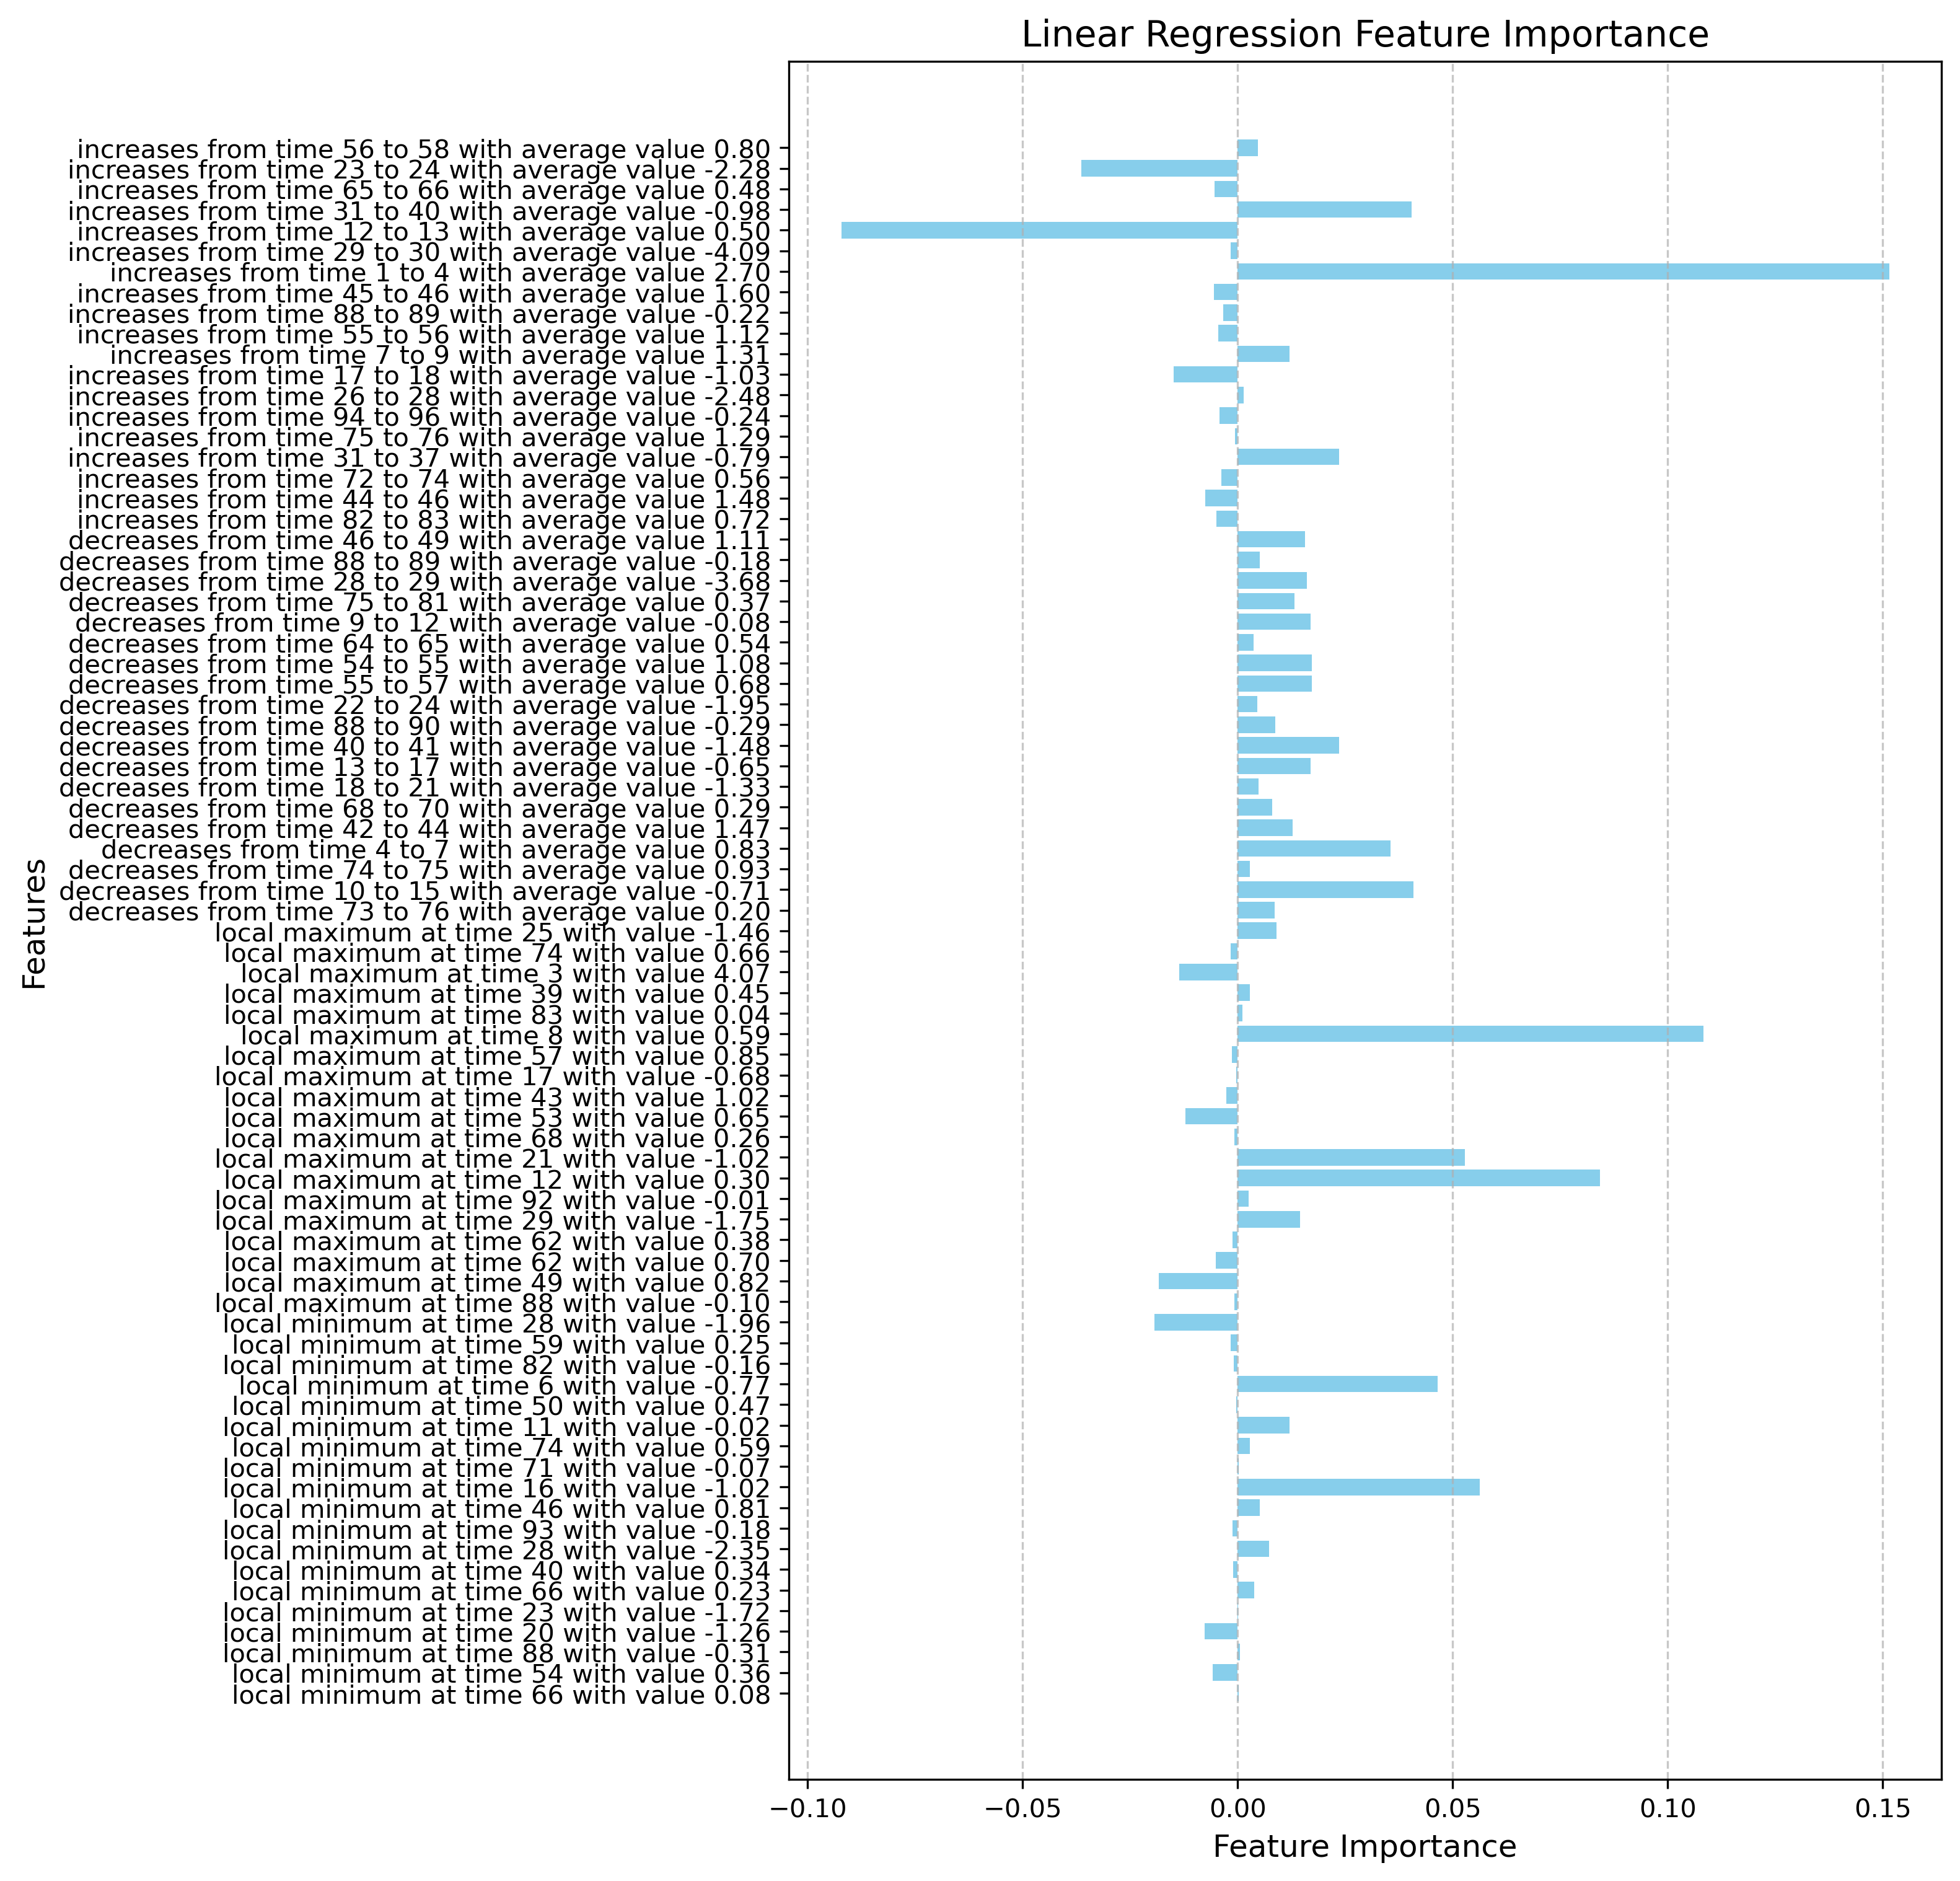 Linear Regression Feature Importance
increases from time 56 to 58 with average value 0.80
increases from time 23 to 24 with average value -2.28
increases from time 65 to 66 with average value 0.48
increases from time 31 to 40 with average value -0.98
increases from time 12 to 13 with average value 0.50
increases from time 29 to 30 with average value -4.09
increases from time 1 to 4 with average value 2.70
increases from time 45 to 46 with average value 1.60
increases from time 88 to 89 with average value -0.22
increases from time 55 to 56 with average value 1.12
increases from time 7 to 9 with average value 1.31
increases from time 17 to 18 with average value -1.03
increases from time 26 to 28 with average value -2.48
increases from time 94 to 96 with average value -0.24
increases from time 75 to 76 with average value 1.29
increases from time 31 to 37 with average value -0.79
increases from time 72 to 74 with average value 0.56
increases from time 44 to 46 with average value 1.48
increases from time 82 to 83 with average value 0.72
decreases from time 46 to 49 with average value 1.11
decreases from time 88 to 89 with average value -0.18
decreases from time 28 to 29 with average value -3.68
decreases from time 75 to 81 with average value 0.37
decreases from time 9 to 12 with average value -0.08
decreases from time 64 to 65 with average value 0.54
decreases from time 54 to 55 with average value 1.08
decreases from time 55 to 57 with average value 0.68
decreases from time 22 to 24 with average value -1.95
decreases from time 88 to 90 with average value -0.29
decreases from time 40 to 41 with average value -1.48
decreases from time 13 to 17 with average value -0.65
decreases from time 18 to 21 with average value -1.33
decreases from time 68 to 70 with average value 0.29
decreases from time 42 to 44 with average value 1.47
decreases from time 4 to 7 with average value 0.83
decreases from time 74 to 75 with average value 0.93
decreases from time 10 to 15 with average value -0.71
decreases from time 73 to 76 with average value 0.20
local maximum at time 25 with value -1.46
local maximum at time 74 with value 0.66
local maximum at time 3 with value 4.07
local maximum at time 39 with value 0.45
local maximum at time 83 with value 0.04
local maximum at time 8 with value 0.59
local maximum at time 57 with value 0.85
local maximum at time 17 with value -0.68
local maximum at time 43 with value 1.02
local maximum at time 53 with value 0.65
local maximum at time 68 with value 0.26
local maximum at time 21 with value -1.02
local maximum at time 12 with value 0.30
local maximum at time 92 with value -0.01
local maximum at time 29 with value -1.75
local maximum at time 62 with value 0.38
local maximum at time 62 with value 0.70
local maximum at time 49 with value 0.82
local maximum at time 88 with value -0.10
local minimum at time 28 with value -1.96
local minimum at time 59 with value 0.25
local minimum at time 82 with value -0.16
local minimum at time 6 with value -0.77
local minimum at time 50 with value 0.47
local minimum at time 11 with value -0.02
local minimum at time 74 with value 0.59
local minimum at time 71 with value -0.07
local minimum at time 16 with value -1.02
local minimum at time 46 with value 0.81
local minimum at time 93 with value -0.18
local minimum at time 28 with value -2.35
local minimum at time 40 with value 0.34
local minimum at time 66 with value 0.23
local minimum at time 23 with value -1.72
local minimum at time 20 with value -1.26
local minimum at time 88 with value -0.31
local minimum at time 54 with value 0.36
local minimum at time 66 with value 0.08
Features
−0.10 −0.05 0.00 0.05 0.10 0.15
Feature Importance